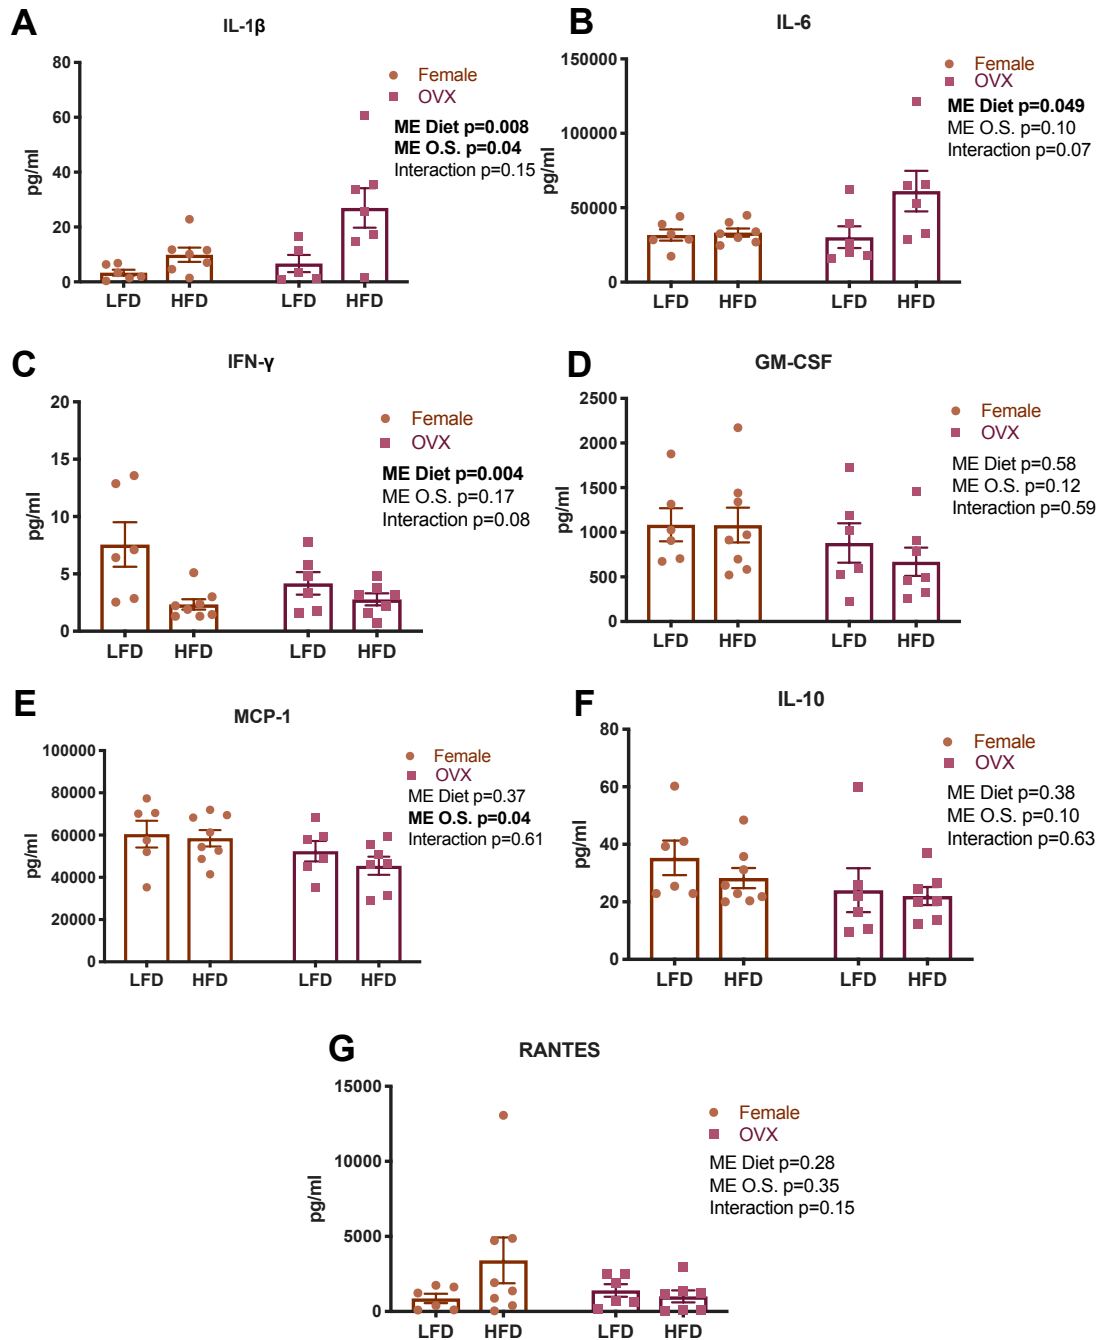 A
IL-1β
80
60
40
20
0
pg/ml
LFD
HFD
LFD
HFD
Female
OVX
ME Diet p=0.008
ME O.S. p=0.04
Interaction p=0.15
B
IL-6
150000
100000
50000
0
pg/ml
LFD
HFD
LFD
HFD
Female
OVX
ME Diet p=0.049
ME O.S. p=0.10
Interaction p=0.07
C
IFN-γ
20
15
10
5
0
pg/ml
LFD
HFD
LFD
HFD
Female
OVX
ME Diet p=0.004
ME O.S. p=0.17
Interaction p=0.08
D
GM-CSF
2500
2000
1500
1000
500
0
pg/ml
LFD
HFD
LFD
HFD
Female
OVX
ME Diet p=0.58
ME O.S. p=0.12
Interaction p=0.59
E
MCP-1
100000
80000
60000
40000
20000
0
pg/ml
LFD
HFD
LFD
HFD
Female
OVX
ME Diet p=0.37
ME O.S. p=0.04
Interaction p=0.61
F
IL-10
80
60
40
20
0
pg/ml
LFD
HFD
LFD
HFD
Female
OVX
ME Diet p=0.38
ME O.S. p=0.10
Interaction p=0.63
G
RANTES
15000
10000
5000
0
pg/ml
LFD
HFD
LFD
HFD
Female
OVX
ME Diet p=0.28
ME O.S. p=0.35
Interaction p=0.15